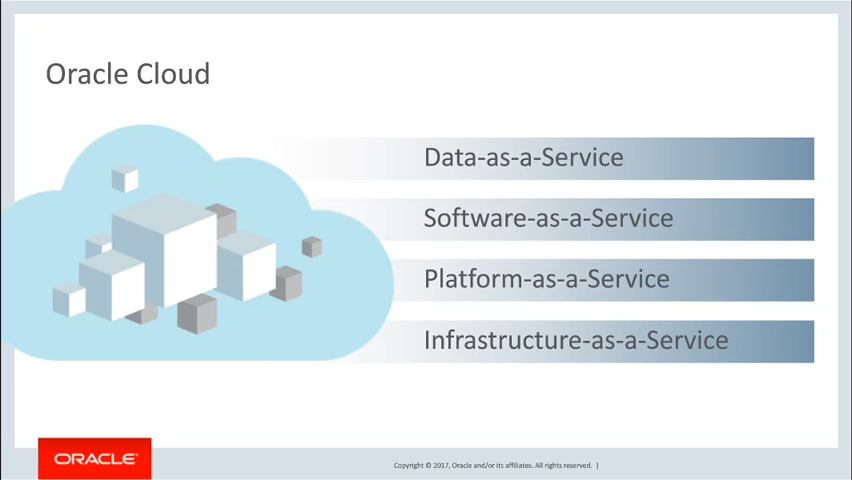 Oracle Cloud
Data-as-a-Service
Software-as-a-Service
Platform-as-a-Service
Infrastructure-as-a-Service
ORACLE
Copyright © 2017, Oracle and/or its affiliates. All rights reserved. |